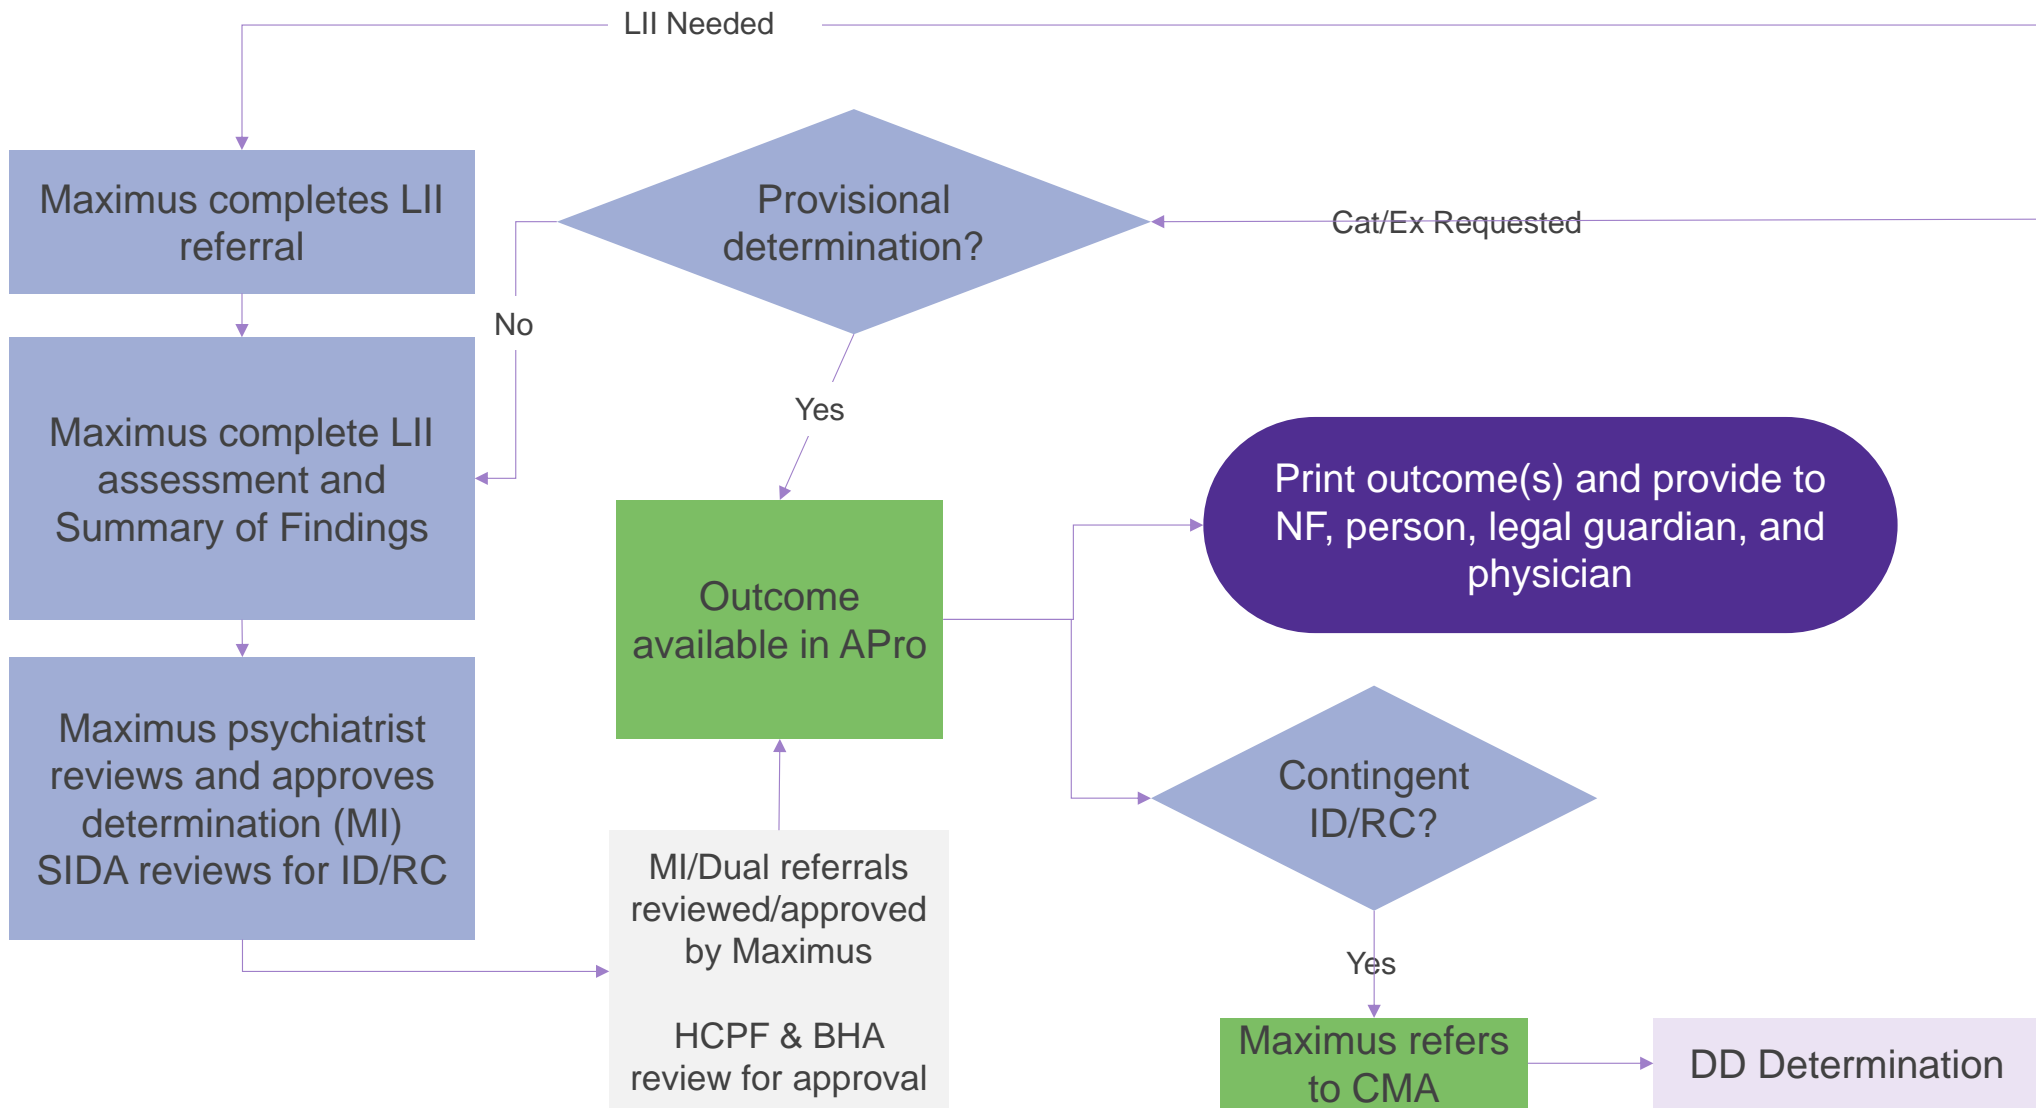 LII Needed
Maximus completes LII
referral
Provisional
determination?
Cat/Ex Requested
No
Yes
Maximus complete LII
assessment and
Summary of Findings
Print outcome(s) and provide to
NF, person, legal guardian, and
physician
Outcome
available in APro
Maximus psychiatrist
reviews and approves
determination (MI)
SIDA reviews for ID/RC
Contingent
ID/RC?
MI/Dual referrals
reviewed/approved
by Maximus
HCPF & BHA
review for approval
Yes
Maximus refers
to CMA
DD Determination